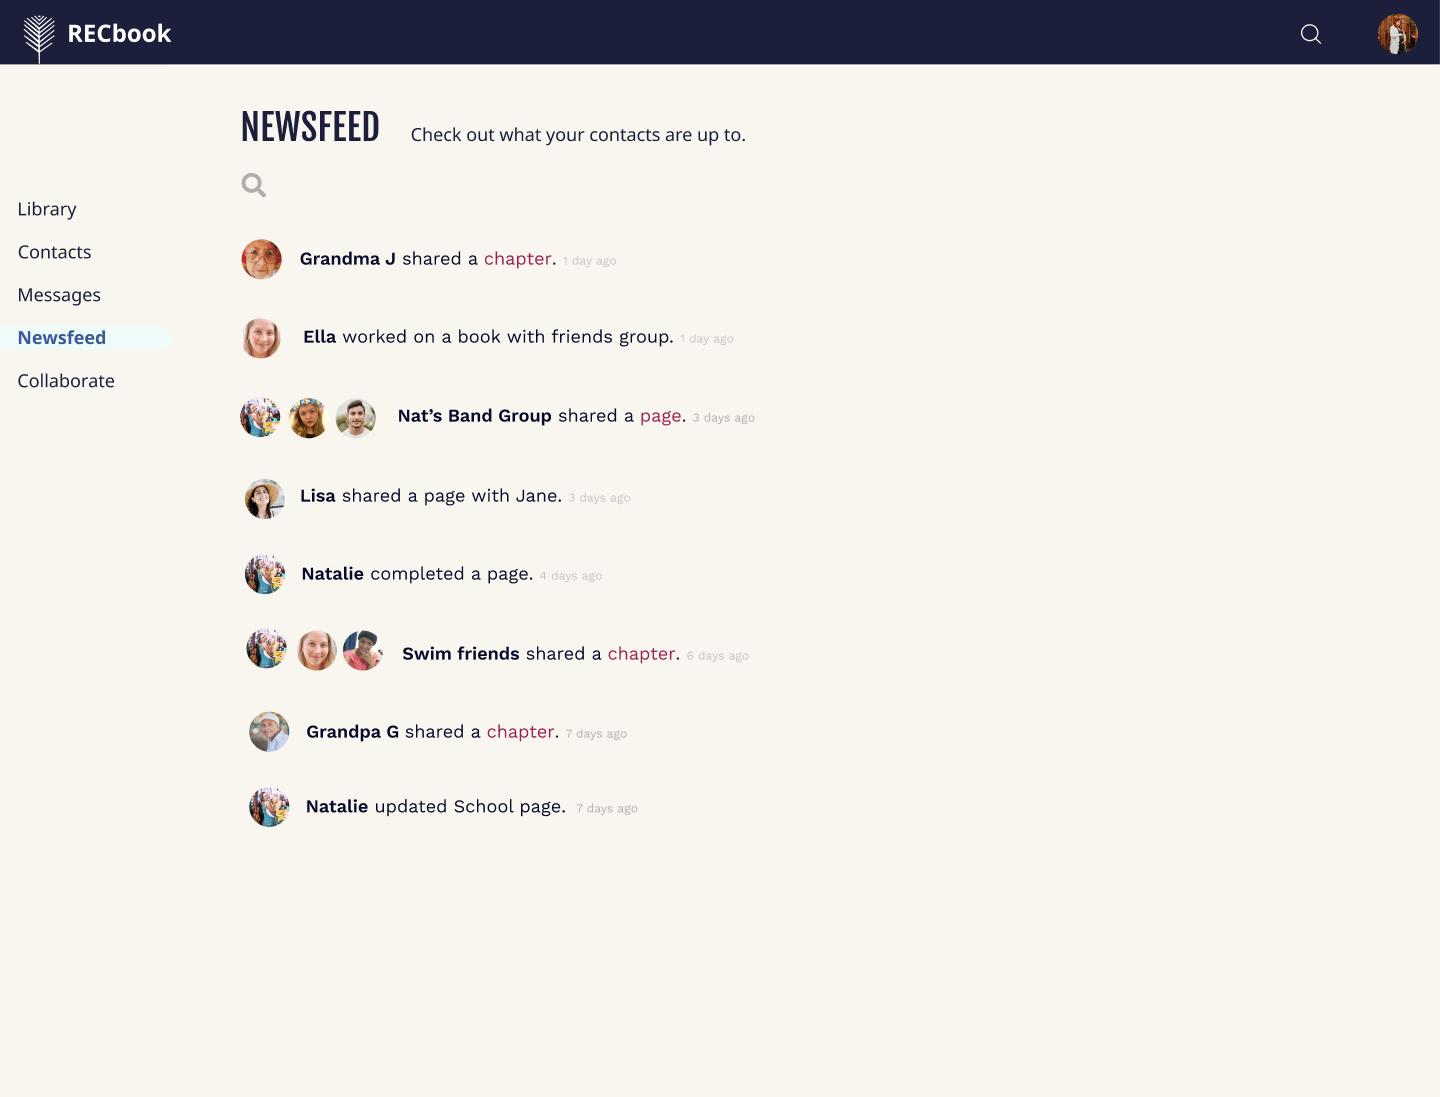 RECbook
NEWSFEED Check out what your contacts are up to.
Library
Contacts
Messages
Newsfeed
Collaborate
Grandma J shared a chapter. 1 day ago
Ella worked on a book with friends group. 1 day ago
Nat’s Band Group shared a page. 3 days ago
Lisa shared a page with Jane. 3 days ago
Natalie completed a page. 4 days ago
Swim friends shared a chapter. 6 days ago
Grandpa G shared a chapter. 7 days ago
Natalie updated School page. 7 days ago